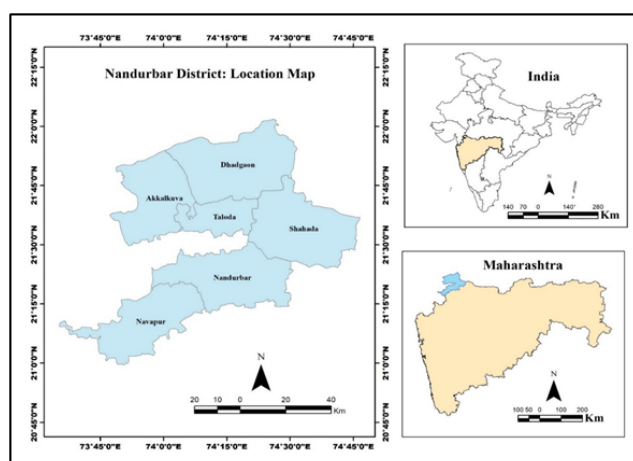 73°45'0"E 74°0'0"E 74°15'0"E 74°30'0"E 74°45'0"E
Nandurbar District: Location Map
22°15'0"N
22°0'0"N
21°45'0"N
21°30'0"N
21°15'0"N
21°0'0"N
20°45'0"N
22°15'0"N
22°0'0"N
21°45'0"N
21°30'0"N
21°15'0"N
21°0'0"N
20°45'0"N
Dhadgaon
Akkalkuva
Taloda
Shahada
Nandurbar
Navapur
N
20 10 0 20 40
Km
73°45'0"E 74°0'0"E 74°15'0"E 74°30'0"E 74°45'0"E
India
N
140 70 0 140 280
Km
Maharashtra
N
100 50 0 100 200
Km